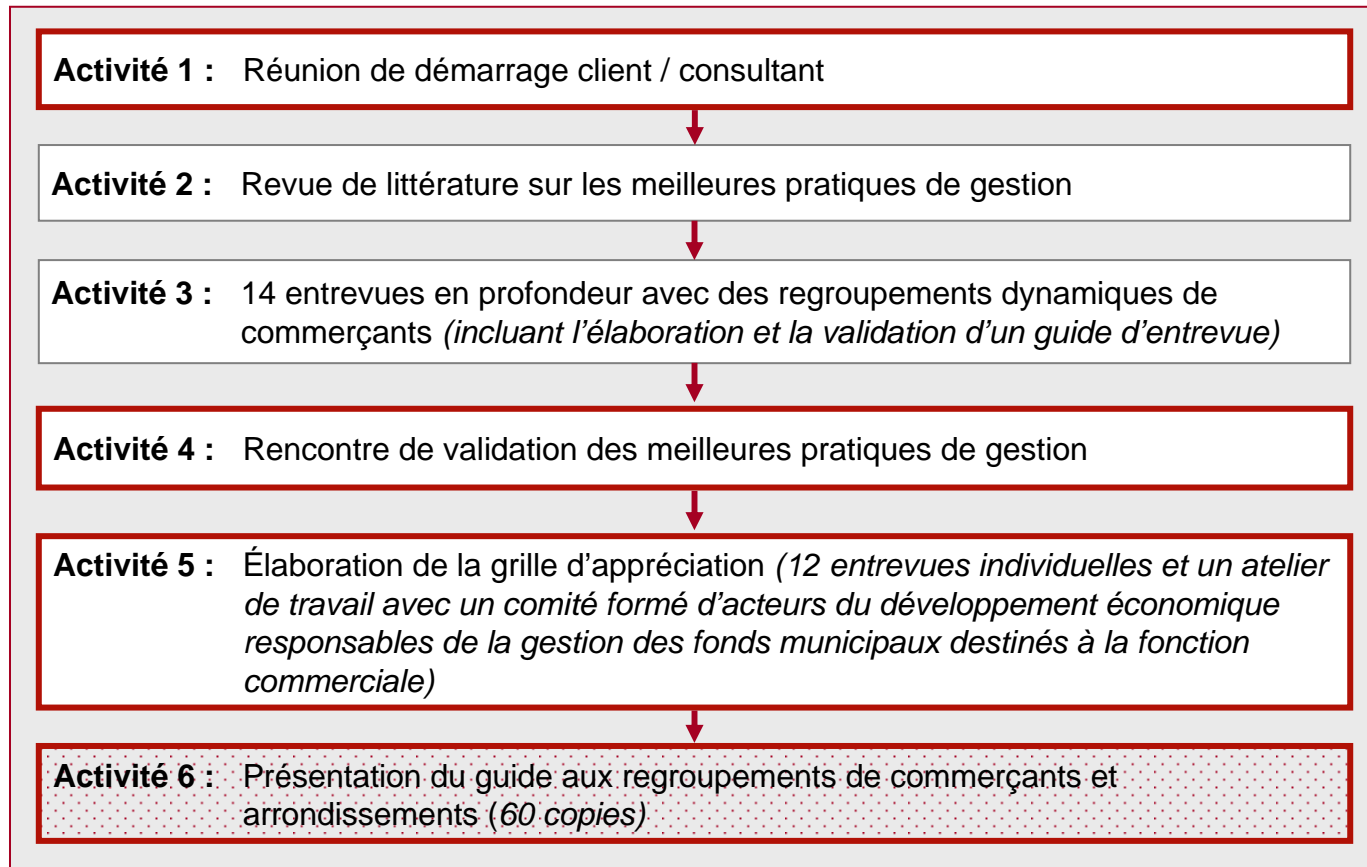 Activité 1 : Réunion de démarrage client / consultant
Activité 2 : Revue de littérature sur les meilleures pratiques de gestion
Activité 3 : 14 entrevues en profondeur avec des regroupements dynamiques de
commerçants (incluant l’élaboration et la validation d’un guide d’entrevue)
Activité 4 : Rencontre de validation des meilleures pratiques de gestion
Activité 5 : Élaboration de la grille d’appréciation (12 entrevues individuelles et un atelier
de travail avec un comité formé d’acteurs du développement économique
responsables de la gestion des fonds municipaux destinés à la fonction
commerciale)
Activité 6 : Présentation du guide aux regroupements de commerçants et
arrondissements (60 copies)